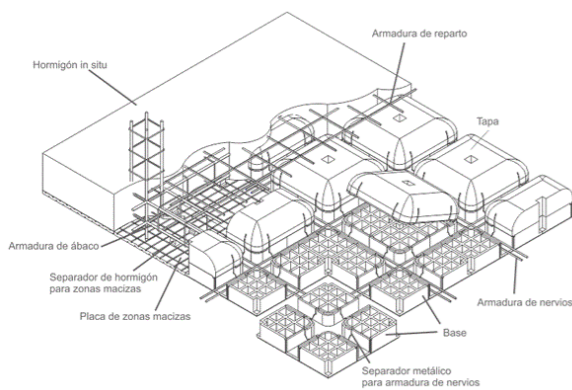 Armadura de reparto
Hormigón in situ
Tapa
Armadura de ábaco
Separador de hormigón
para zonas macizas
Placa de zonas macizas
Armadura de nervios
Base
Separador metálico
para armadura de nervios